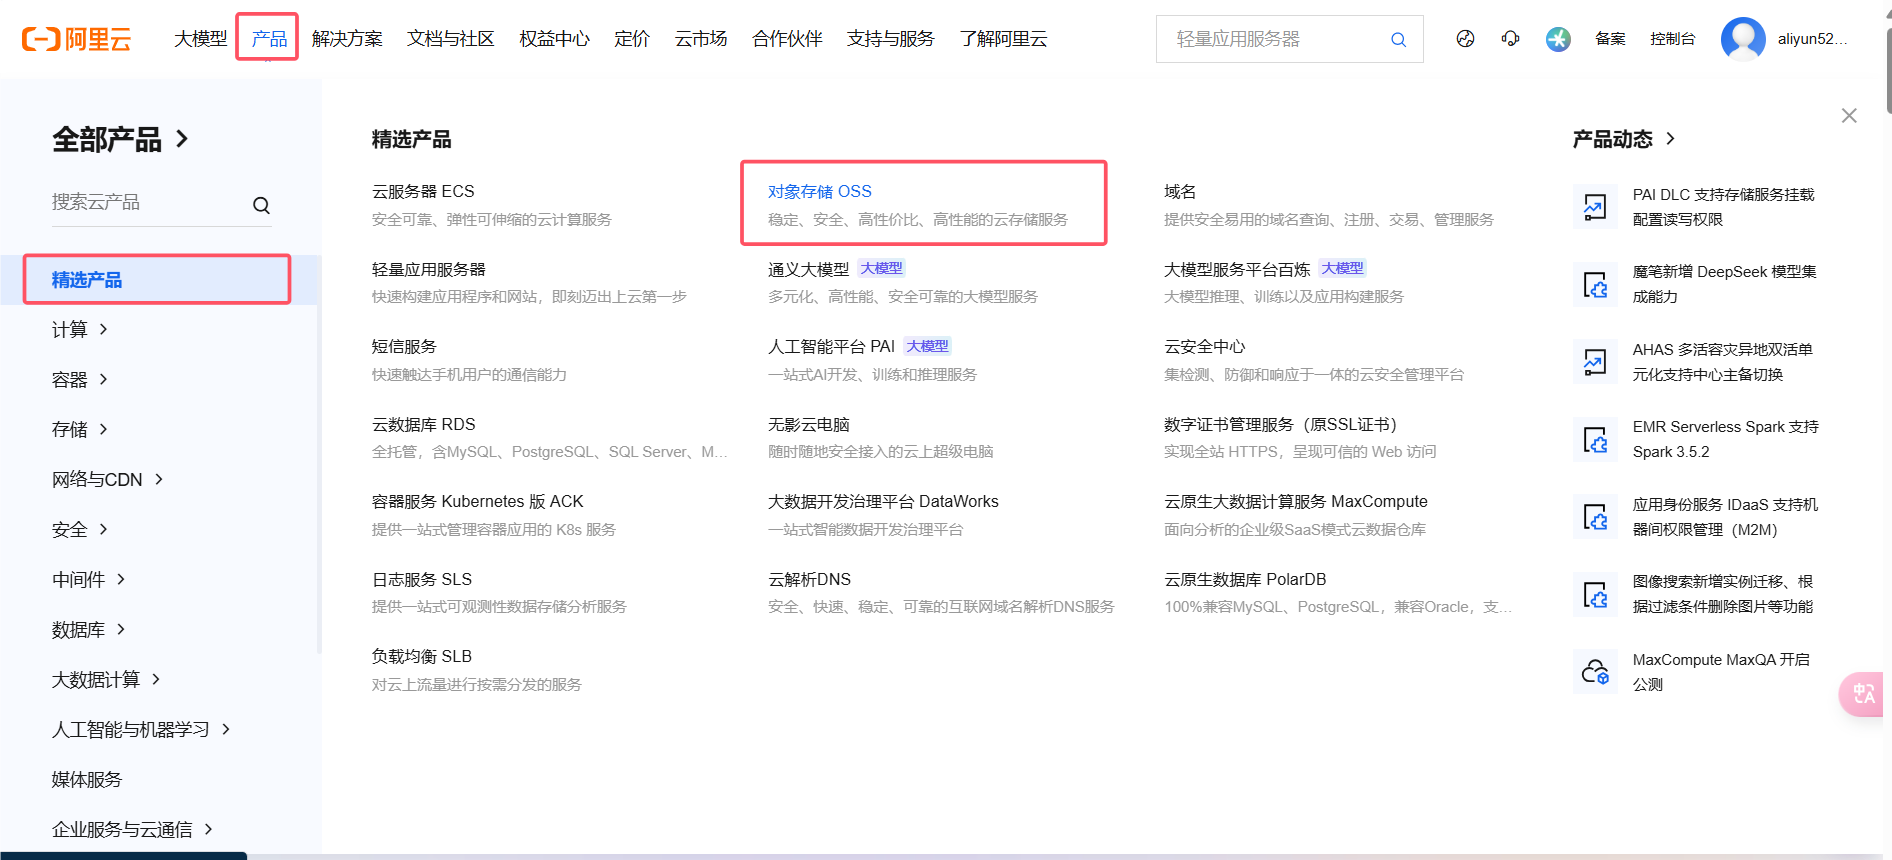 阿里云
大模型 产品 解决方案 文档与社区 权益中心 定价 云市场 合作伙伴 支持与服务 了解阿里云
轻量应用服务器
备案 控制台 aliyun52...
全部产品
搜索云产品
精选产品
计算
容器
存储
网络与CDN
安全
中间件
数据库
大数据计算
人工智能与机器学习
媒体服务
企业服务与云通信
精选产品
云服务器 ECS
安全可靠、弹性可伸缩的云计算服务
对象存储 OSS
稳定、安全、高性价比、高性能的云存储服务
域名
提供安全易用的域名查询、注册、交易、管理服务
轻量应用服务器
快速构建应用程序和网站，即刻迈出上云第一步
通义大模型 大模型
多元化、高性能、安全可靠的大模型服务
大模型服务平台百炼 大模型
大模型推理、训练以及应用构建服务
短信服务
快速触达手机用户的通信能力
人工智能平台 PAI 大模型
一站式AI开发、训练和推理服务
云安全中心
集检测、防御和响应于一体的云安全管理平台
云数据库 RDS
全托管，含MySQL、PostgreSQL、SQL Server、M...
无影云电脑
随时随地安全接入的云上超级电脑
数字证书管理服务（原SSL证书）
实现全站 HTTPS，呈现可信的 Web 访问
容器服务 Kubernetes 版 ACK
提供一站式管理容器应用的 K8s 服务
大数据开发治理平台 DataWorks
一站式智能数据开发治理平台
云原生大数据计算服务 MaxCompute
面向分析的企业级SaaS模式云数据仓库
日志服务 SLS
提供一站式可观测性数据存储分析服务
云解析DNS
安全、快速、稳定、可靠的互联网域名解析DNS服务
云原生数据库 PolarDB
100%兼容MySQL、PostgreSQL，兼容Oracle，支...
负载均衡 SLB
对云上流量进行按需分发的服务
产品动态
PAI DLC 支持存储服务挂载
配置读写权限
魔笔新增 DeepSeek 模型集
成能力
AHAS 多活容灾异地双活单
元化支持中心主备切换
EMR Serverless Spark 支持
Spark 3.5.2
应用身份服务 IDaaS 支持机
器间权限管理（M2M）
图像搜索新增实例迁移、根
据过滤条件删除图片等功能
MaxCompute MaxQA 开启
公测
中A